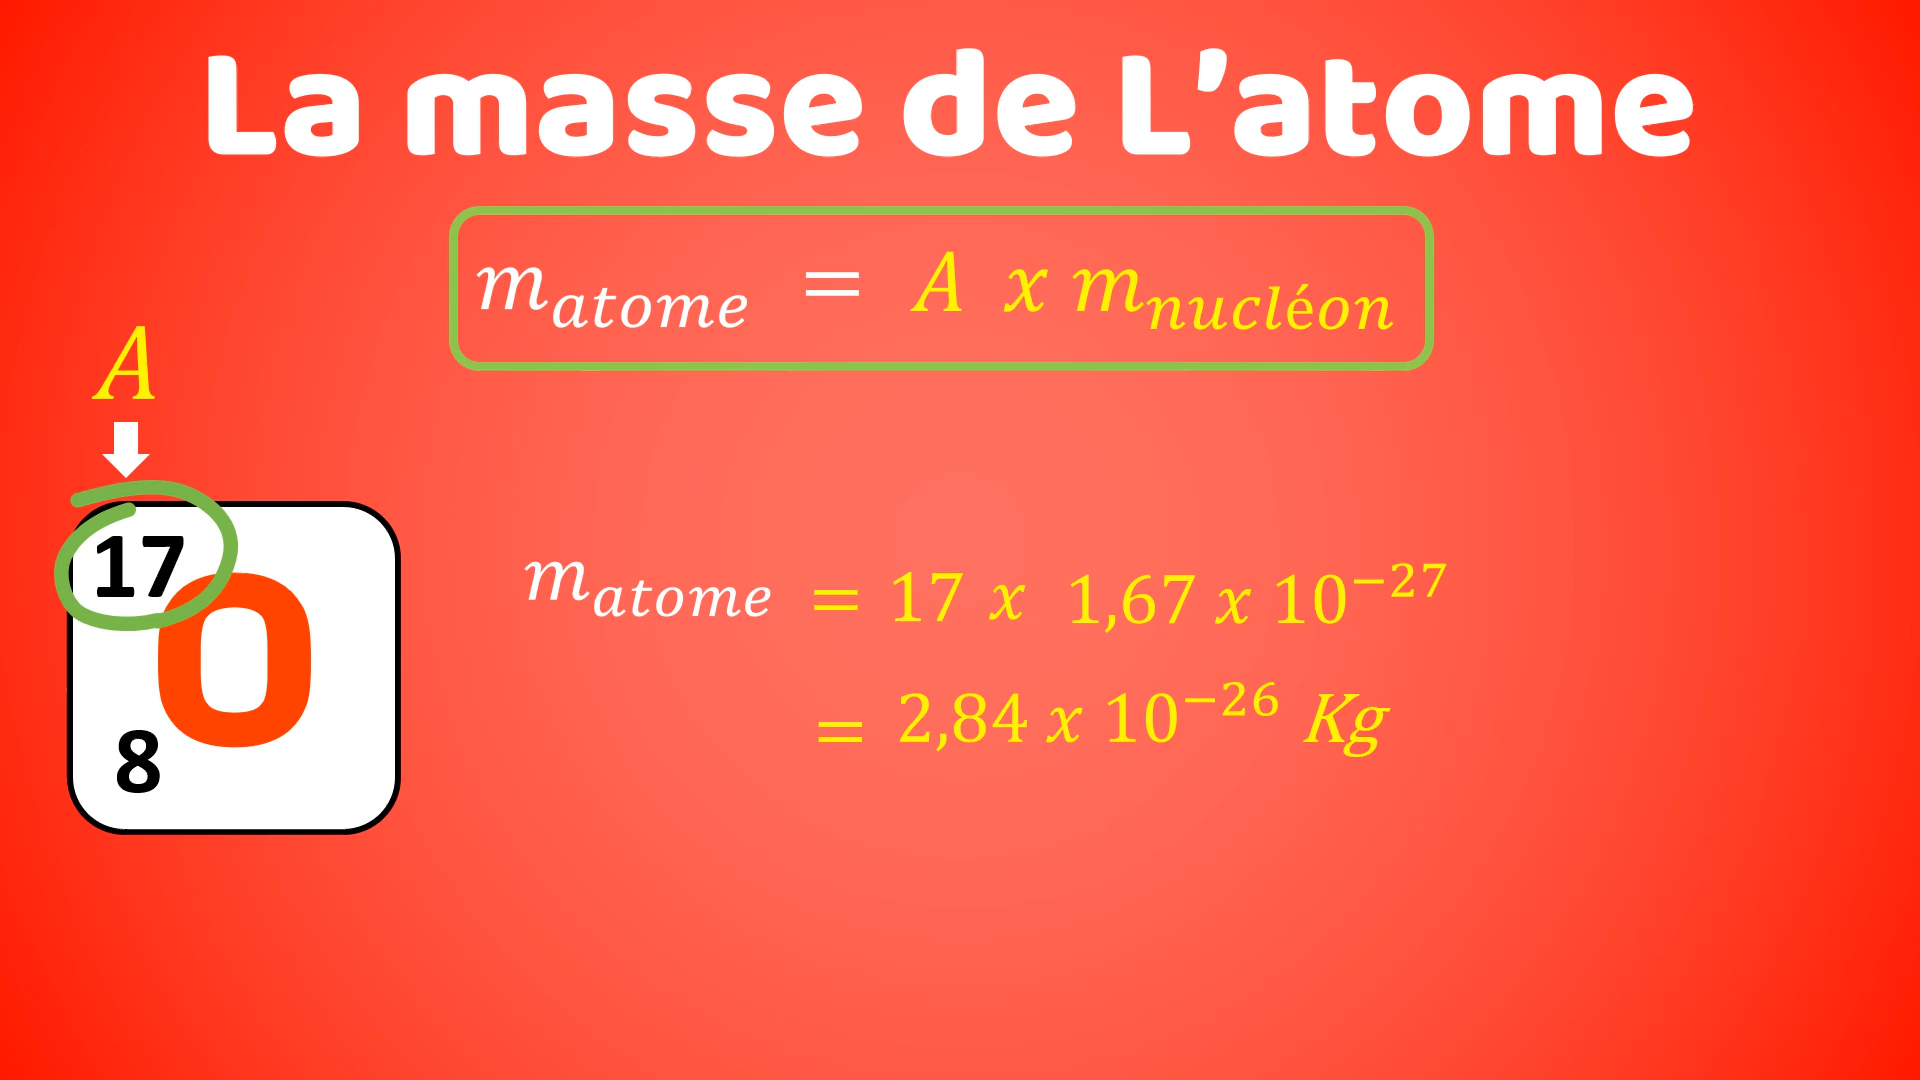 La masse de L’atome
m_atome = A x m_nucléon
A
17
O
8
m_atome = 17 x 1,67 x 10^−27
= 2,84 x 10^−26 Kg